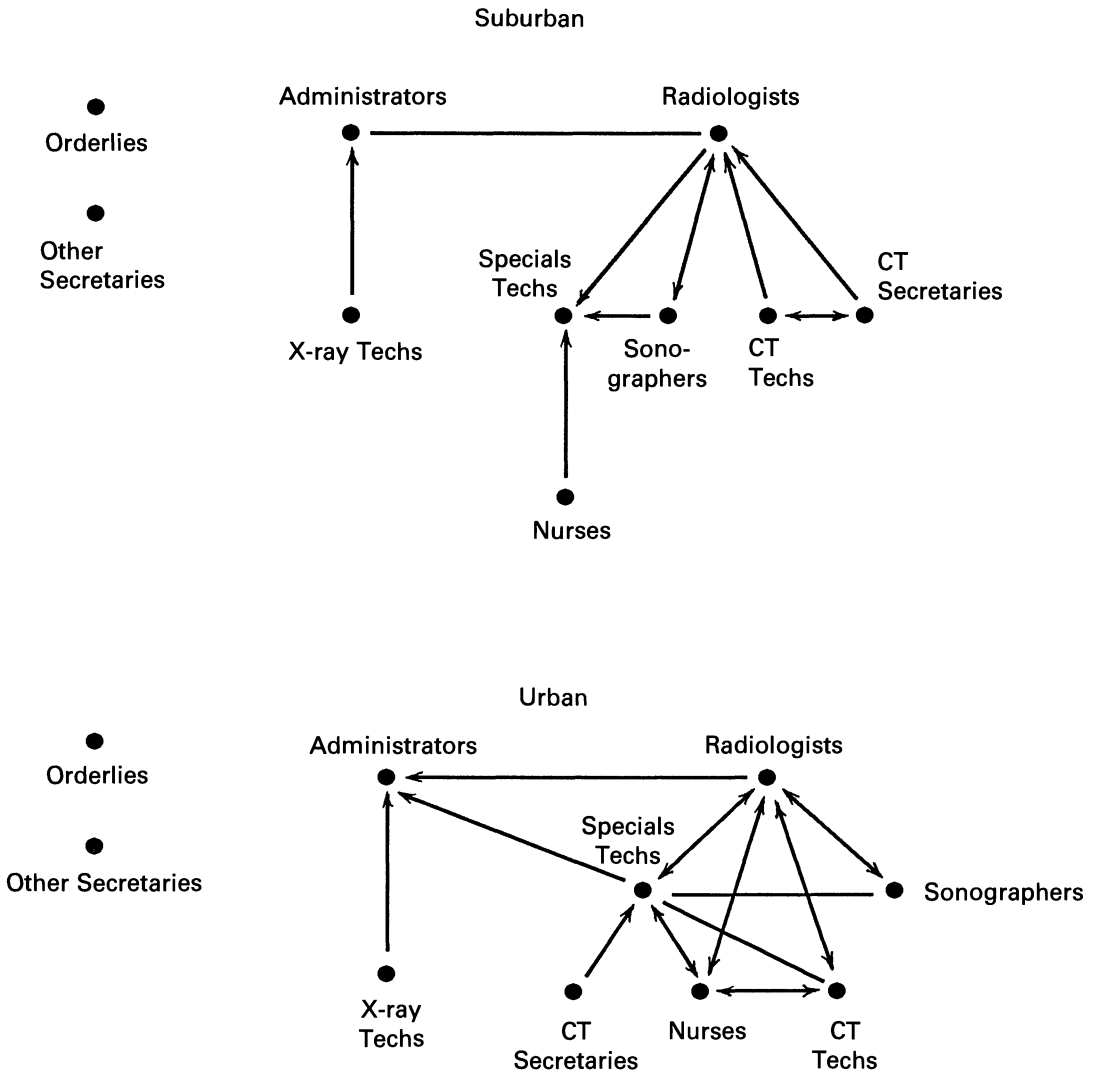 Suburban
Administrators
Radiologists
Orderlies
Other
Secretaries
Specials
Techs
CT
Secretaries
X-ray Techs
Sono-
graphers
CT
Techs
Nurses
Urban
Orderlies
Administrators
Radiologists
Specials
Techs
Other Secretaries
Sonographers
X-ray
Techs
CT
Secretaries
Nurses
CT
Techs